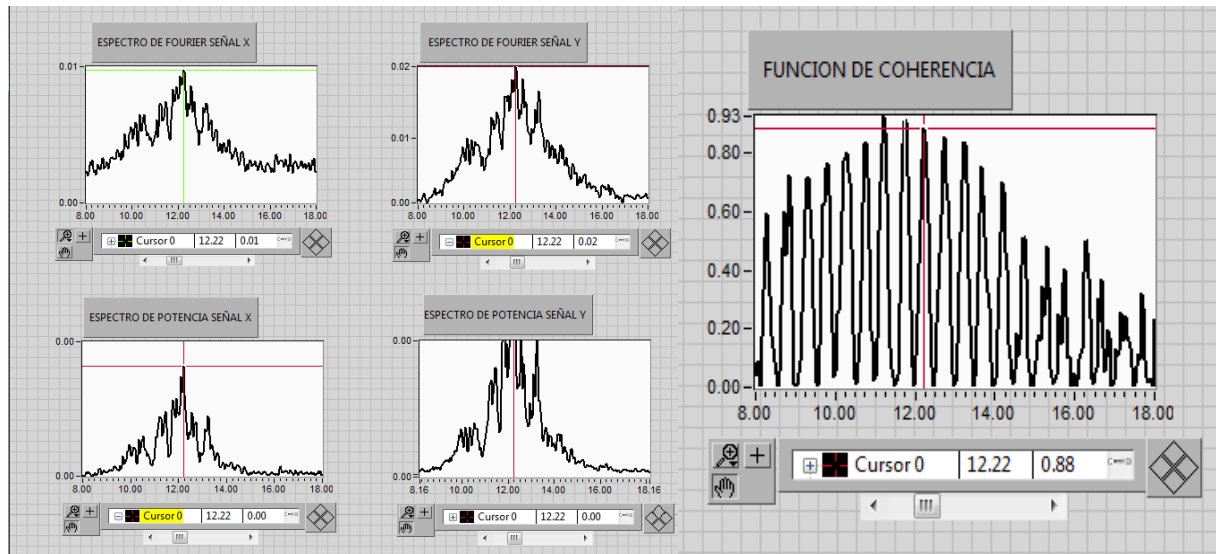 ESPECTRO DE FOURIER SEÑAL X
0.01
0.00
8.00 10.00 12.00 14.00 16.00 18.00
Cursor 0 12.22 0.01
ESPECTRO DE FOURIER SEÑAL Y
0.02
0.01
0.00
8.00 10.00 12.00 14.00 16.00 18.00
Cursor 0 12.22 0.02
ESPECTRO DE POTENCIA SEÑAL X
0.00
0.00
8.00 10.00 12.00 14.00 16.00 18.00
Cursor 0 12.22 0.00
ESPECTRO DE POTENCIA SEÑAL Y
0.00
0.00
8.16 10.00 12.00 14.00 16.00 18.16
Cursor 0 12.22 0.00
FUNCION DE COHERENCIA
0.93
0.80
0.60
0.40
0.20
0.00
8.00 10.00 12.00 14.00 16.00 18.00
Cursor 0 12.22 0.88